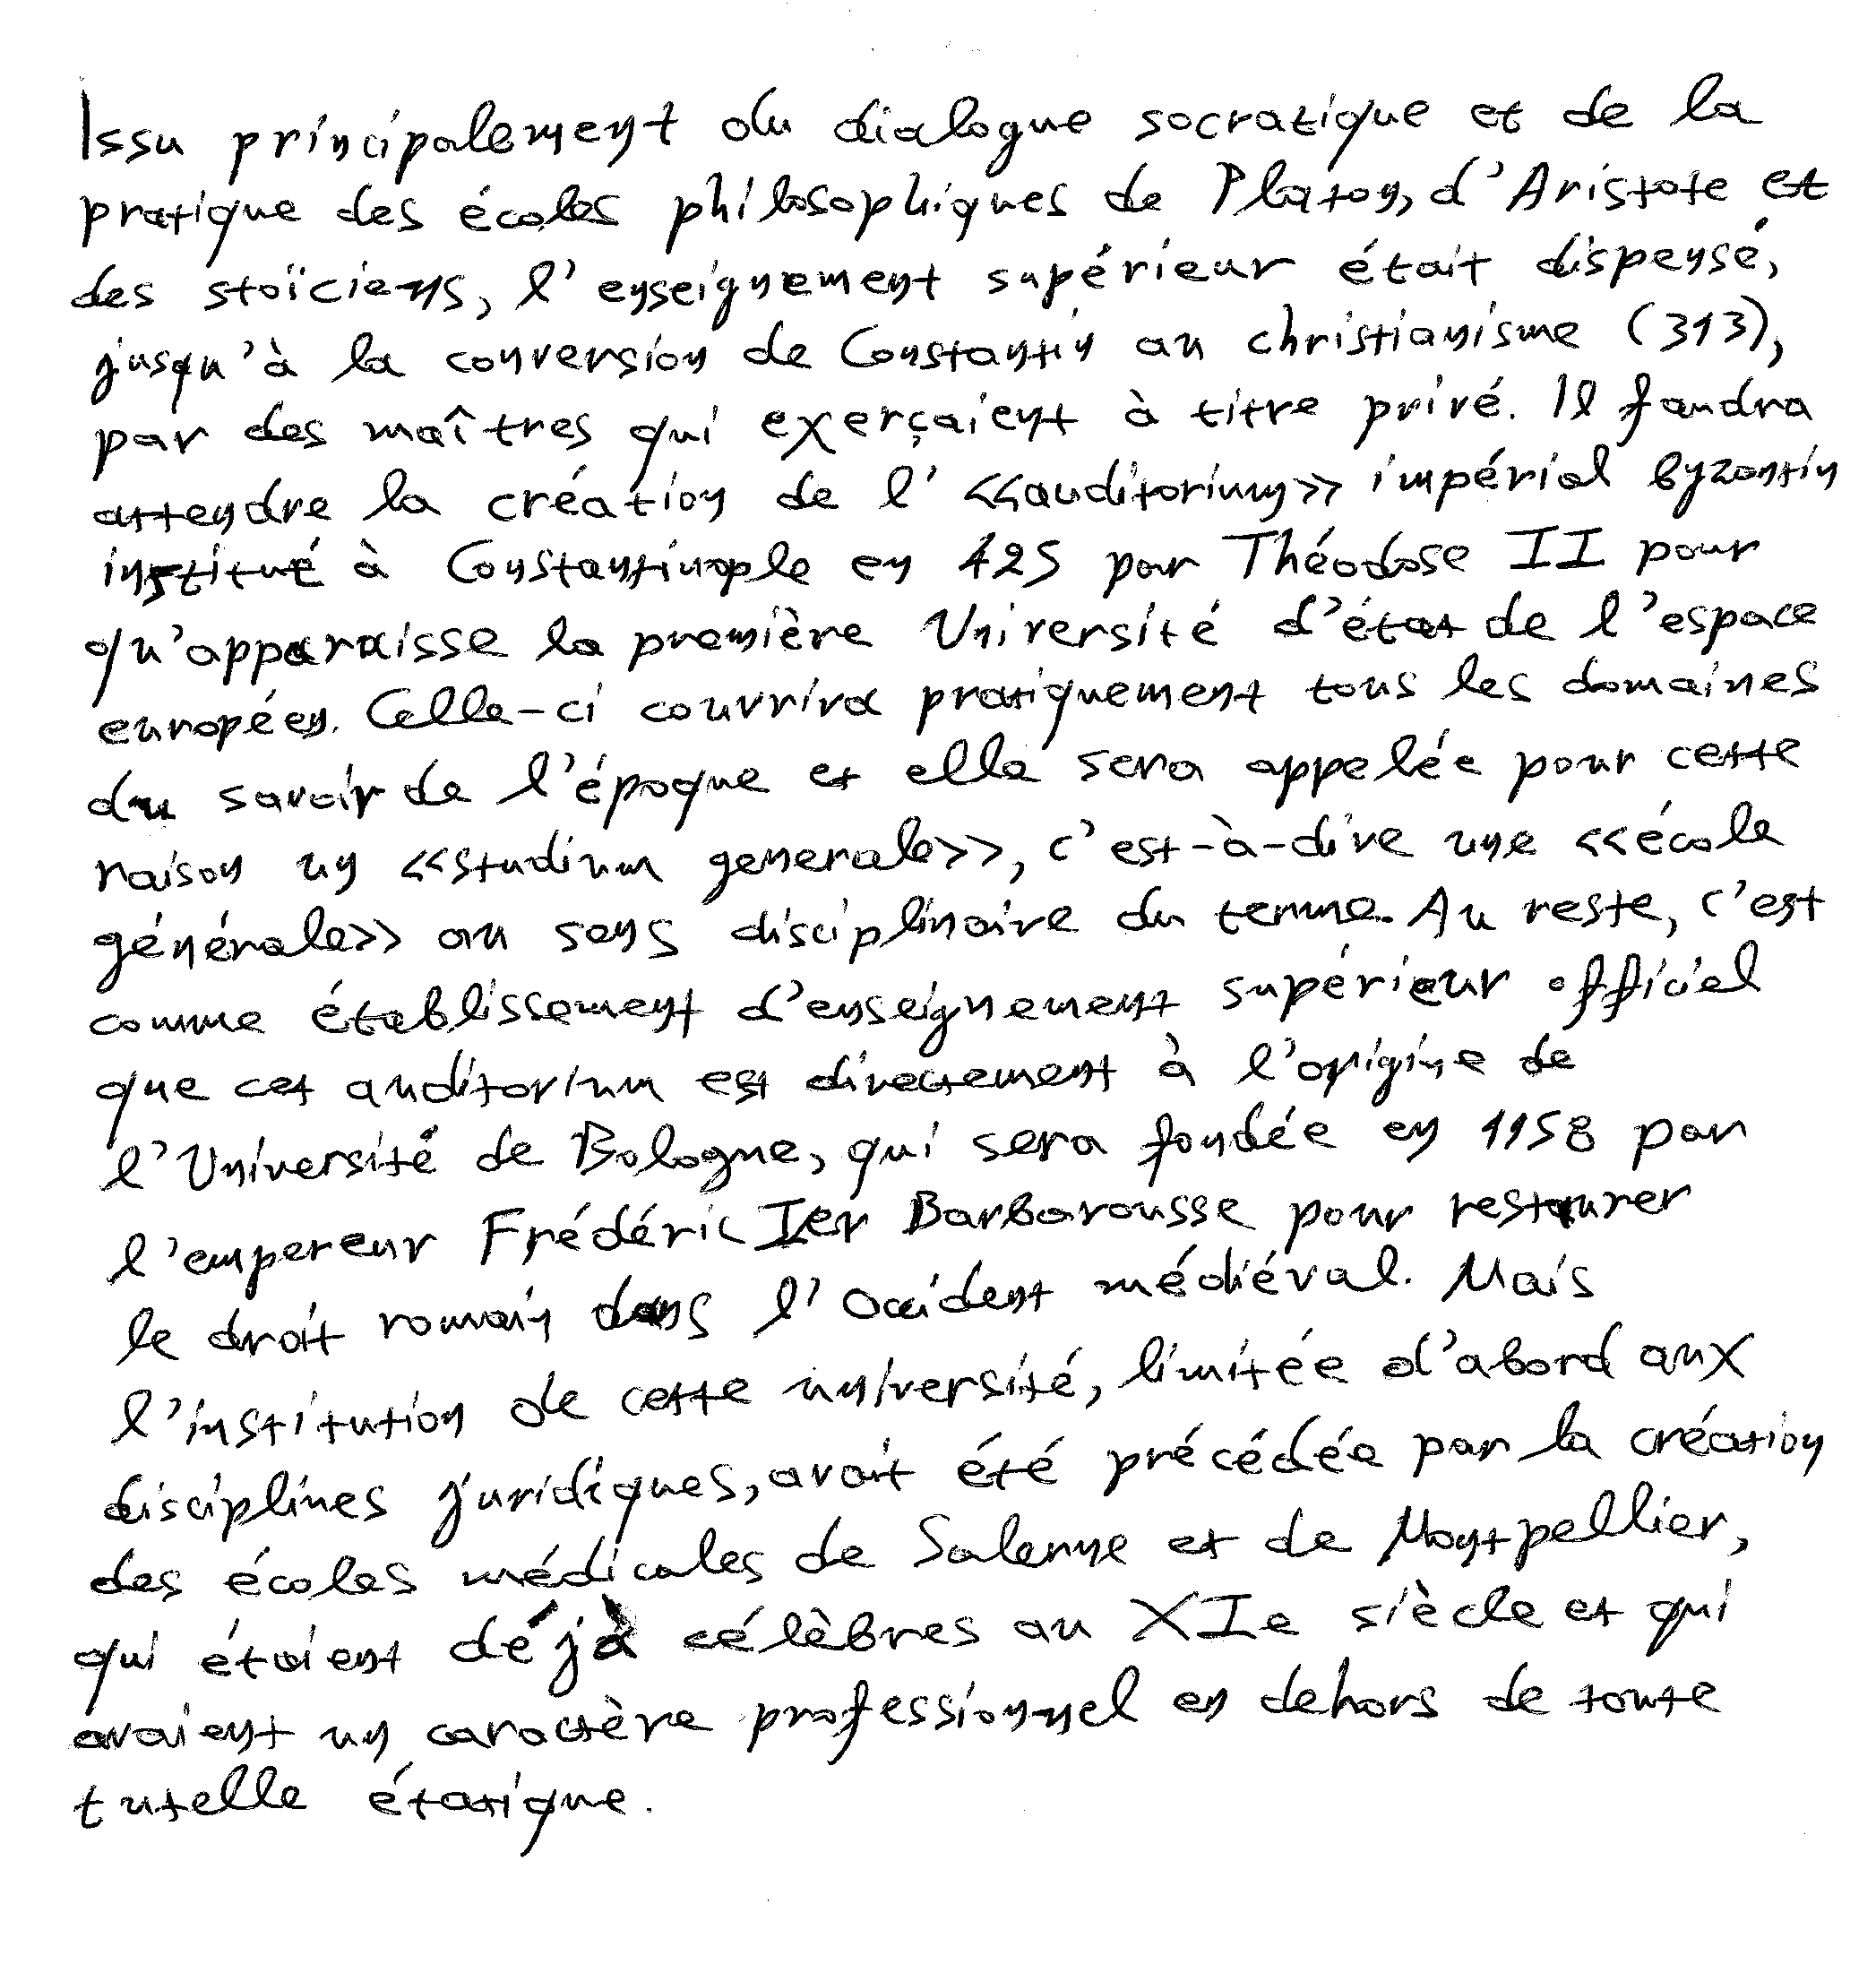 Issu principalement du dialogue socratique et de la
pratique des écoles philosophiques de Platon, d'Aristote et
des stoïciens, l'enseignement supérieur était dispensé,
jusqu'à la conversion de Constantin au christianisme (313),
par des maîtres qui exerçaient à titre privé. Il faudra
attendre la création de l' <<auditorium>> impérial byzantin
institué à Constantinople en 425 par Théodose II pour
qu'apparaisse la première Université d'état de l'espace
européen. Celle-ci couvrira pratiquement tous les domaines
du savoir de l'époque et elle sera appelée pour cette
raison un <<studium generale>>, c'est-à-dire une <<école
générale>> au sens disciplinaire du terme. Au reste, c'est
comme établissement d'enseignement supérieur officiel
que cet auditorium est directement à l'origine de
l'Université de Bologne, qui sera fondée en 1158 par
l'empereur Frédéric Ier Barbarousse pour restaurer
le droit romain dans l'Occident médiéval. Mais
l'institution de cette université, limitée d'abord aux
disciplines juridiques, avait été précédée par la création
des écoles médicales de Salerne et de Montpellier,
qui étaient déjà célèbres au XIe siècle et qui
avaient un caractère professionnel en dehors de toute
tutelle étatique.